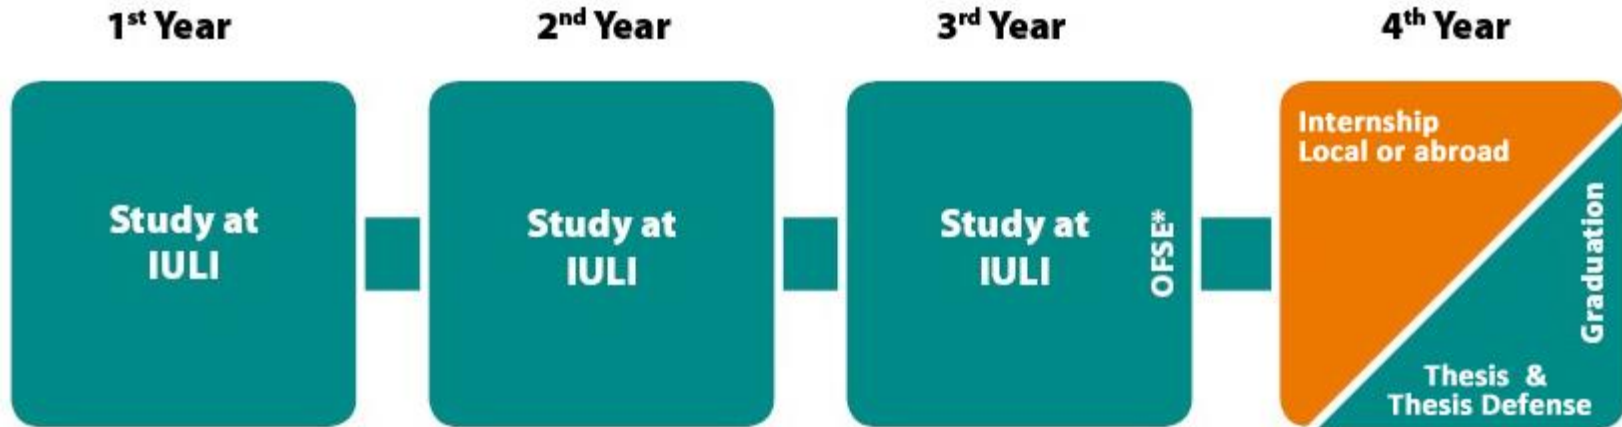 1st Year
2nd Year
3rd Year
4th Year
Study at
IULI
Study at
IULI
Study at
IULI
OFSE*
Internship
Local or abroad
Graduation
Thesis &
Thesis Defense